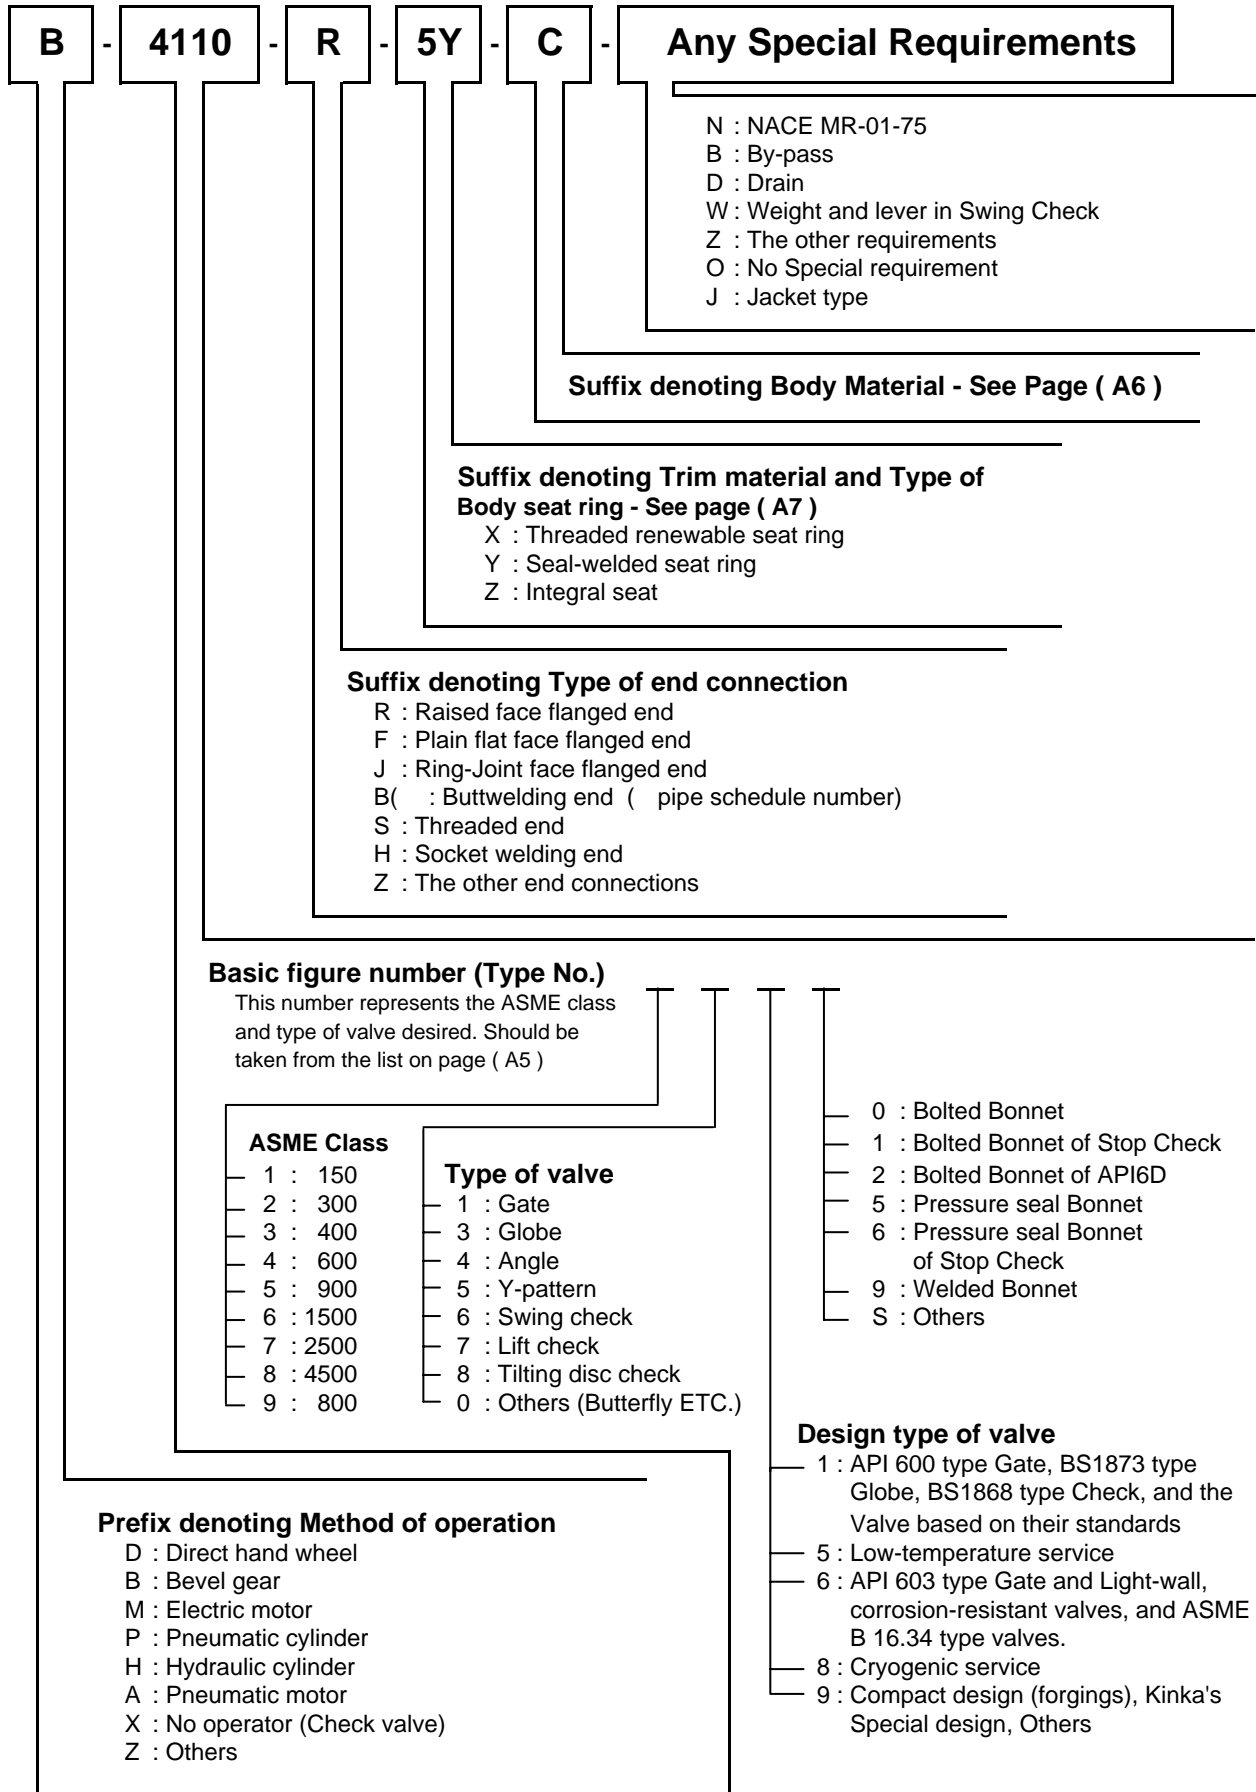 B - 4110 - R - 5Y - C - Any Special Requirements
N : NACE MR-01-75
B : By-pass
D : Drain
W : Weight and lever in Swing Check
Z : The other requirements
O : No Special requirement
J : Jacket type
Suffix denoting Body Material - See Page ( A6 )
Suffix denoting Trim material and Type of
Body seat ring - See page ( A7 )
X : Threaded renewable seat ring
Y : Seal-welded seat ring
Z : Integral seat
Suffix denoting Type of end connection
R : Raised face flanged end
F : Plain flat face flanged end
J : Ring-Joint face flanged end
B( : Buttwelding end ( pipe schedule number)
S : Threaded end
H : Socket welding end
Z : The other end connections
Basic figure number (Type No.)
This number represents the ASME class
and type of valve desired. Should be
taken from the list on page ( A5 )
ASME Class
1 : 150
2 : 300
3 : 400
4 : 600
5 : 900
6 : 1500
7 : 2500
8 : 4500
9 : 800
Type of valve
1 : Gate
3 : Globe
4 : Angle
5 : Y-pattern
6 : Swing check
7 : Lift check
8 : Tilting disc check
0 : Others (Butterfly ETC.)
0 : Bolted Bonnet
1 : Bolted Bonnet of Stop Check
2 : Bolted Bonnet of API6D
5 : Pressure seal Bonnet
6 : Pressure seal Bonnet
of Stop Check
9 : Welded Bonnet
S : Others
Design type of valve
1 : API 600 type Gate, BS1873 type
Globe, BS1868 type Check, and the
Valve based on their standards
5 : Low-temperature service
6 : API 603 type Gate and Light-wall,
corrosion-resistant valves, and ASME
B 16.34 type valves.
8 : Cryogenic service
9 : Compact design (forgings), Kinka's
Special design, Others
Prefix denoting Method of operation
D : Direct hand wheel
B : Bevel gear
M : Electric motor
P : Pneumatic cylinder
H : Hydraulic cylinder
A : Pneumatic motor
X : No operator (Check valve)
Z : Others